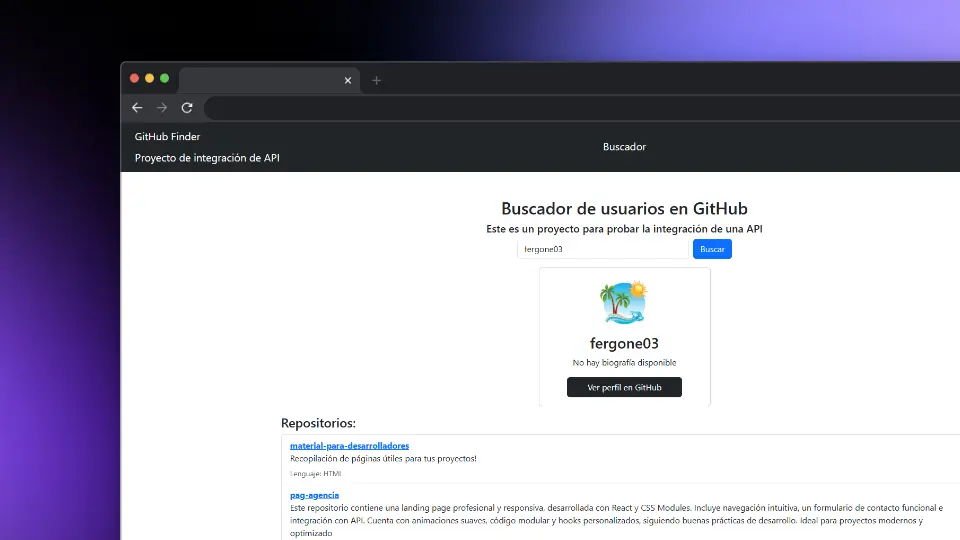 GitHub Finder
Proyecto de integración de API
Buscador
Buscador de usuarios en GitHub
Este es un proyecto para probar la integración de una API
fergone03
Buscar
fergone03
No hay biografía disponible
Ver perfil en GitHub
Repositorios:
material-para-desarrolladores
Recopilación de páginas útiles para tus proyectos!
Lenguaje: HTML
pag-agencia
Este repositorio contiene una landing page profesional y responsiva, desarrollada con React y CSS Modules. Incluye navegación intuitiva, un formulario de contacto funcional e
integración con API. Cuenta con animaciones suaves, código modular y hooks personalizados, siguiendo buenas prácticas de desarrollo. Ideal para proyectos modernos y
optimizado